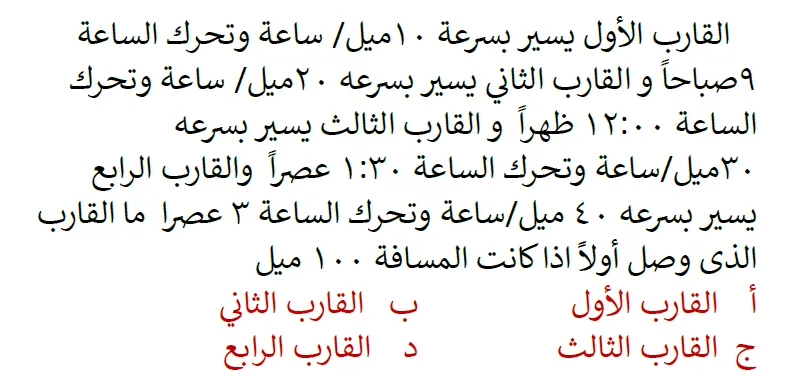 القارب الأول يسير بسرعة ١٠ميل/ ساعة وتحرك الساعة
٩صباحاً و القارب الثاني يسير بسرعه ٢٠ميل/ ساعة وتحرك
الساعة ١٢:٠٠ ظهراً و القارب الثالث يسير بسرعه
٣٠ميل/ساعة وتحرك الساعة ١:٣٠ عصراً والقارب الرابع
يسير بسرعه ٤٠ ميل/ساعة وتحرك الساعة ٣ عصرا ما القارب
الذى وصل أولاً اذا كانت المسافة ١٠٠ ميل
أ القارب الأول ب القارب الثاني
ج القارب الثالث د القارب الرابع